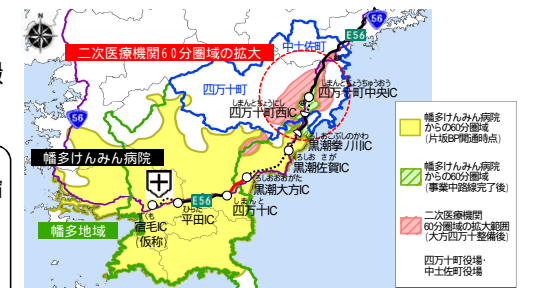 二次医療機関60分圏域の拡大
中土佐町
56
E56
四万十町
しまんとちょうちゅうおう
四万十町中央IC
しまんとちょうにし
四万十町西IC
56
幡多けんみん病院
黒潮拳ノ川IC
くろしお さが
黒潮佐賀IC
くろしおおおがた
黒潮大方IC
E56
しまんと
四万十IC
ひらた
平田IC
すくも
宿毛IC
(仮称)
幡多地域
幡多けんみん病院
からの60分圏域
(片坂BP開通時点)
幡多けんみん病院
からの60分圏域
(事業中路線完了後)
二次医療機関
60分圏域の拡大範囲
(大方四万十整備後)
四万十町役場・
中土佐町役場